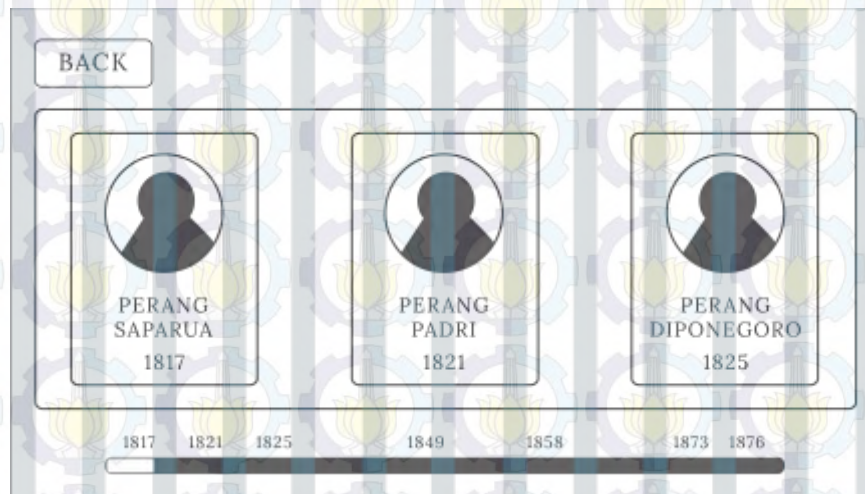 BACK
PERANG
SAPARUA
1817
PERANG
PADRI
1821
PERANG
DIPONEGORO
1825
1817 1821 1825 1849 1858 1873 1876